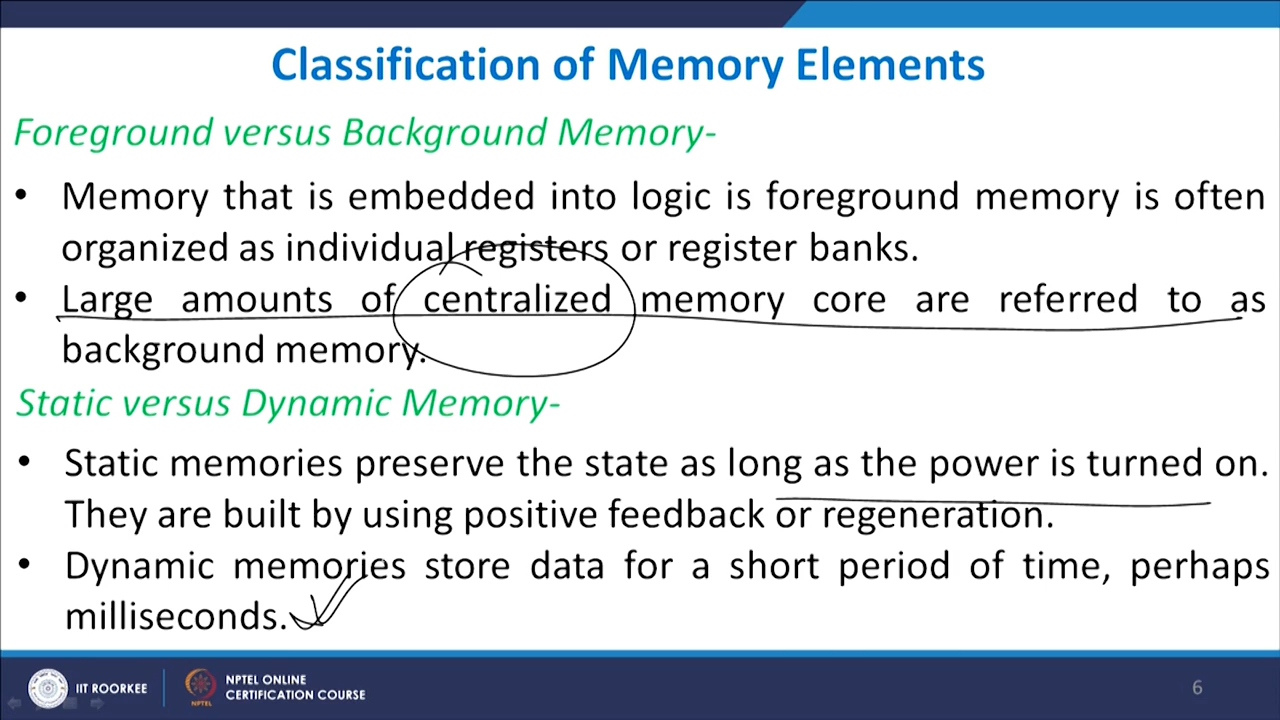 Classification of Memory Elements
Foreground versus Background Memory-
• Memory that is embedded into logic is foreground memory is often
organized as individual registers or register banks.
• Large amounts of centralized memory core are referred to as
background memory.
Static versus Dynamic Memory-
• Static memories preserve the state as long as the power is turned on.
They are built by using positive feedback or regeneration.
• Dynamic memories store data for a short period of time, perhaps
milliseconds.
IIT ROORKEE
NPTEL
NPTEL ONLINE
CERTIFICATION COURSE
6